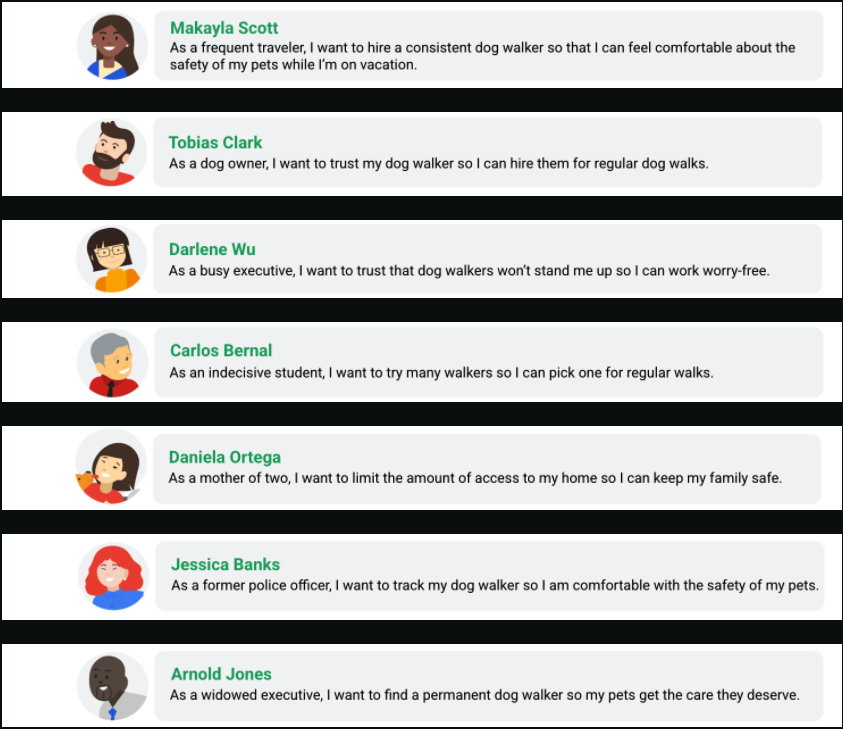 Makayla Scott
As a frequent traveler, I want to hire a consistent dog walker so that I can feel comfortable about the
safety of my pets while I’m on vacation.
Tobias Clark
As a dog owner, I want to trust my dog walker so I can hire them for regular dog walks.
Darlene Wu
As a busy executive, I want to trust that dog walkers won’t stand me up so I can work worry-free.
Carlos Bernal
As an indecisive student, I want to try many walkers so I can pick one for regular walks.
Daniela Ortega
As a mother of two, I want to limit the amount of access to my home so I can keep my family safe.
Jessica Banks
As a former police officer, I want to track my dog walker so I am comfortable with the safety of my pets.
Arnold Jones
As a widowed executive, I want to find a permanent dog walker so my pets get the care they deserve.